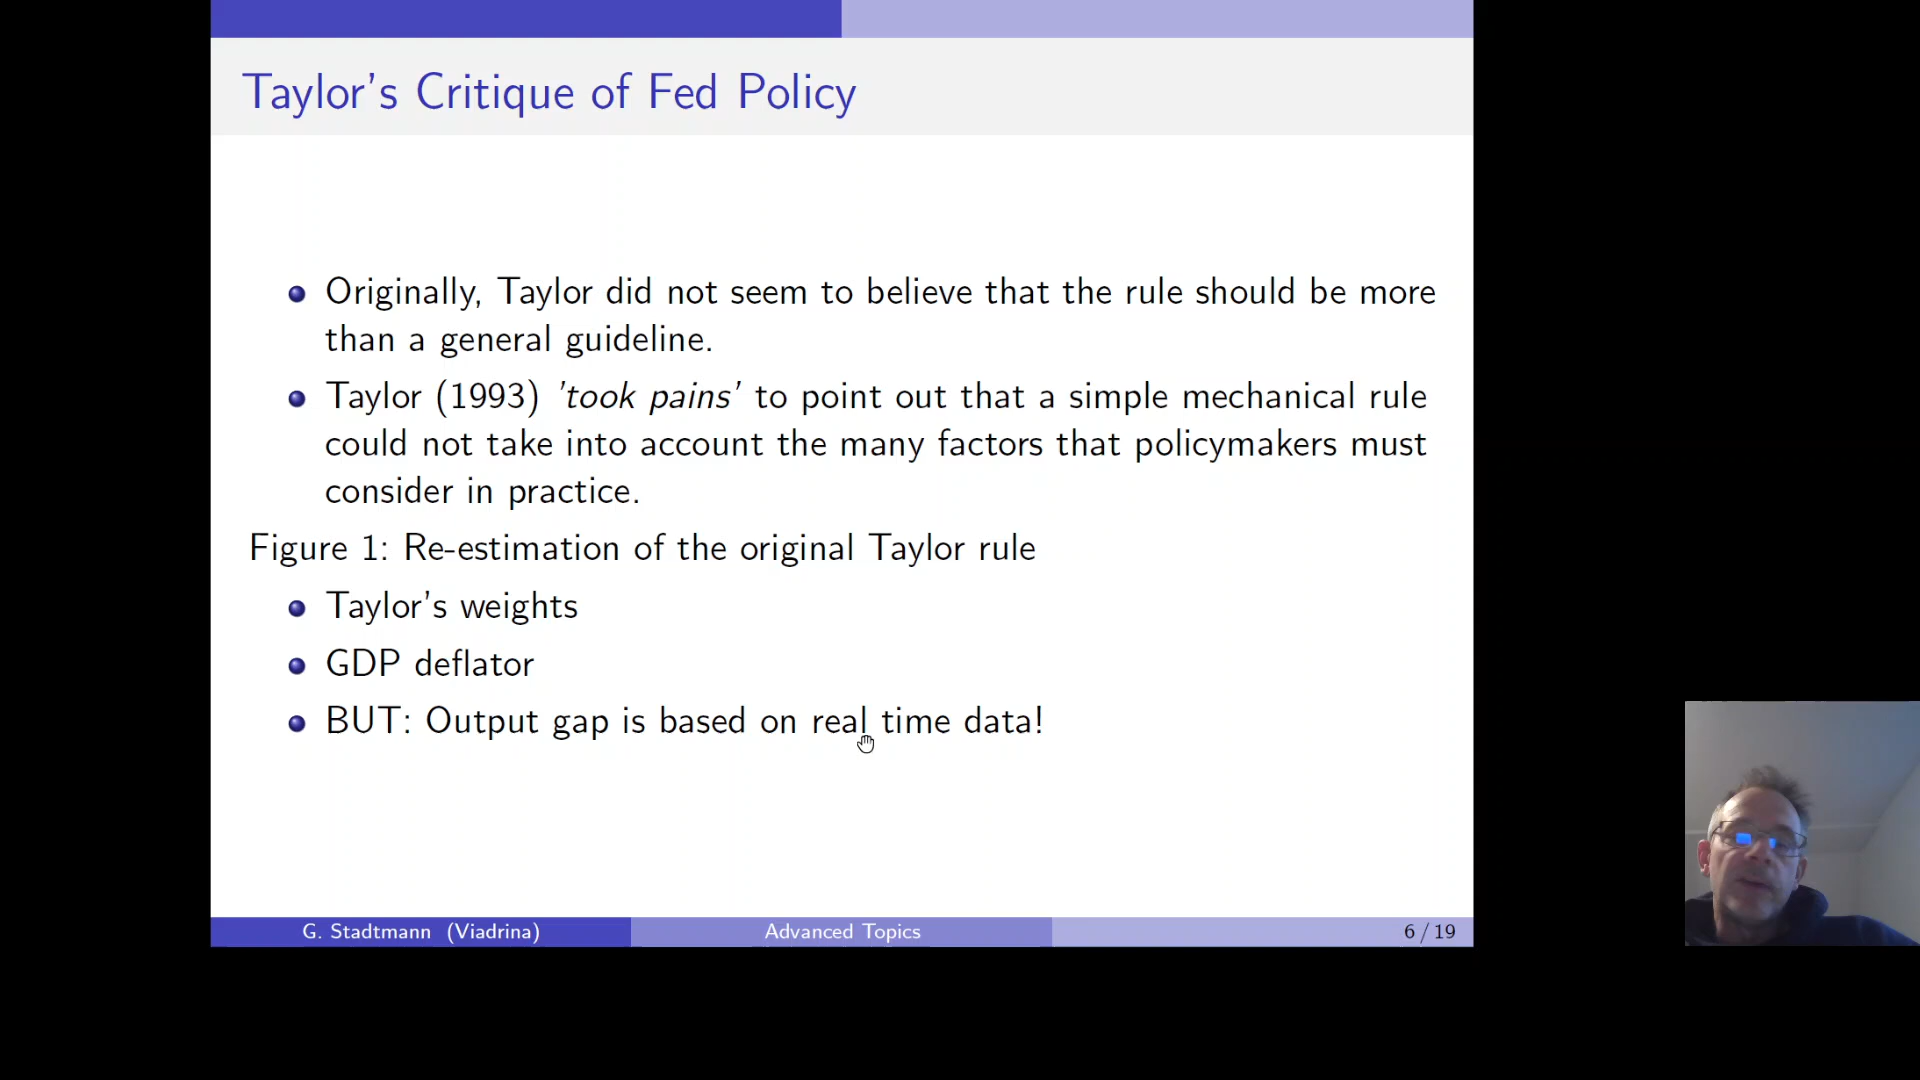 Taylor's Critique of Fed Policy
Originally, Taylor did not seem to believe that the rule should be more
than a general guideline.
Taylor (1993) 'took pains' to point out that a simple mechanical rule
could not take into account the many factors that policymakers must
consider in practice.
Figure 1: Re-estimation of the original Taylor rule
Taylor's weights
GDP deflator
BUT: Output gap is based on real time data!
G. Stadtmann (Viadrina)
Advanced Topics
6 / 19